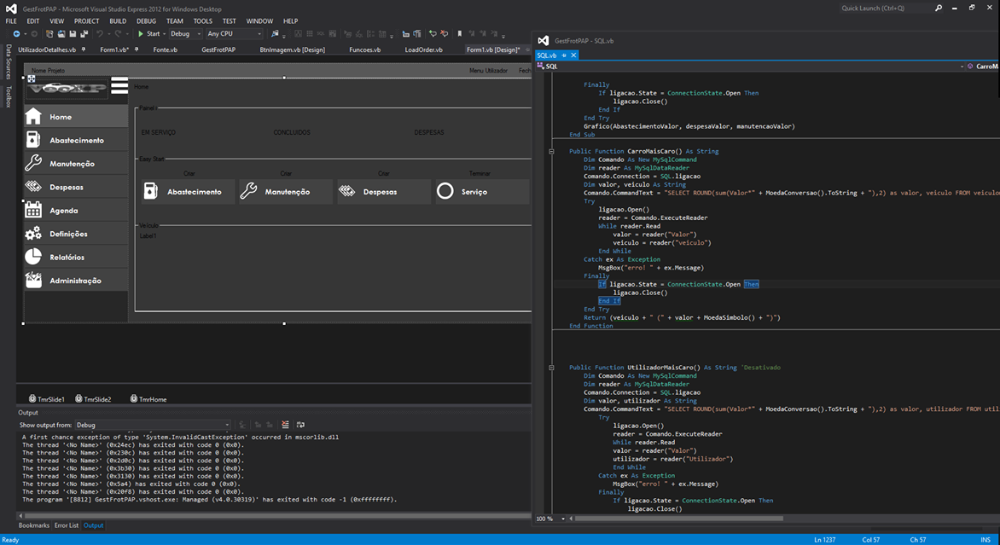 GestFrotPAP - Microsoft Visual Studio Express 2012 for Windows Desktop
Quick Launch (Ctrl+Q)
FILE EDIT VIEW PROJECT BUILD DEBUG TEAM TOOLS TEST WINDOW HELP
Start Debug Any CPU
UtilizadorDetalhes.vb Form1.vb* Fonte.vb GestFrotPAP BtnImagem.vb [Design] Funcoes.vb LoadOrder.vb Form1.vb [Design]*
Data Sources
Toolbox
Nome Projeto
Menu Utilizador Fech
Home
Home
Abastecimento
Manutenção
Despesas
Agenda
Definições
Relatórios
Administração
EM SERVIÇO CONCLUIDOS DESPESAS
Easy Start
Criar Criar Criar Terminar
Abastecimento Manutenção Despesas Serviço
Veículo
Label1
TmrSlide1 TmrSlide2 TmrHome
Output
Show output from: Debug
A first chance exception of type 'System.InvalidCastException' occurred in mscorlib.dll
The thread '<No Name>' (0x24ec) has exited with code 0 (0x0).
The thread '<No Name>' (0x230c) has exited with code 0 (0x0).
The thread '<No Name>' (0x2d0c) has exited with code 0 (0x0).
The thread '<No Name>' (0x3b30) has exited with code 0 (0x0).
The thread '<No Name>' (0x3130) has exited with code 0 (0x0).
The thread '<No Name>' (0x5a4) has exited with code 0 (0x0).
The thread '<No Name>' (0x20f8) has exited with code 0 (0x0).
The program '[8812] GestFrotPAP.vshost.exe: Managed (v4.0.30319)' has exited with code -1 (0xffffffff).
Bookmarks Error List Output
GestFrotPAP - SQL.vb
SQL.vb
SQL CarroMa
Finally
If ligacao.State = ConnectionState.Open Then
ligacao.Close()
End If
End Try
Grafico(AbastecimentoValor, despesaValor, manutencaoValor)
End Sub
Public Function CarroMaisCaro() As String
Dim Comando As New MySqlCommand
Dim reader As MySqlDataReader
Comando.Connection = SQL.ligacao
Dim valor, veiculo As String
Comando.CommandText = "SELECT ROUND(sum(Valor*" + MoedaConversao().ToString + "),2) as valor, veiculo FROM veiculo
Try
ligacao.Open()
reader = Comando.ExecuteReader
While reader.Read
valor = reader("Valor")
veiculo = reader("veiculo")
End While
Catch ex As Exception
MsgBox("erro! " + ex.Message)
Finally
If ligacao.State = ConnectionState.Open Then
ligacao.Close()
End If
End Try
Return (veiculo + " (" + valor + MoedaSimbolo() + ")")
End Function
Public Function UtilizadorMaisCaro() As String 'Desativado
Dim Comando As New MySqlCommand
Dim reader As MySqlDataReader
Comando.Connection = SQL.ligacao
Dim valor, utilizador As String
Comando.CommandText = "SELECT ROUND(sum(Valor*" + MoedaConversao().ToString + "),2) as valor, utilizador FROM util
Try
ligacao.Open()
reader = Comando.ExecuteReader
While reader.Read
valor = reader("Valor")
utilizador = reader("Utilizador")
End While
Catch ex As Exception
MsgBox("erro! " + ex.Message)
Finally
If ligacao.State = ConnectionState.Open Then
ligacao.Close()
100 %
Ready Ln 1237 Col 57 Ch 57 INS